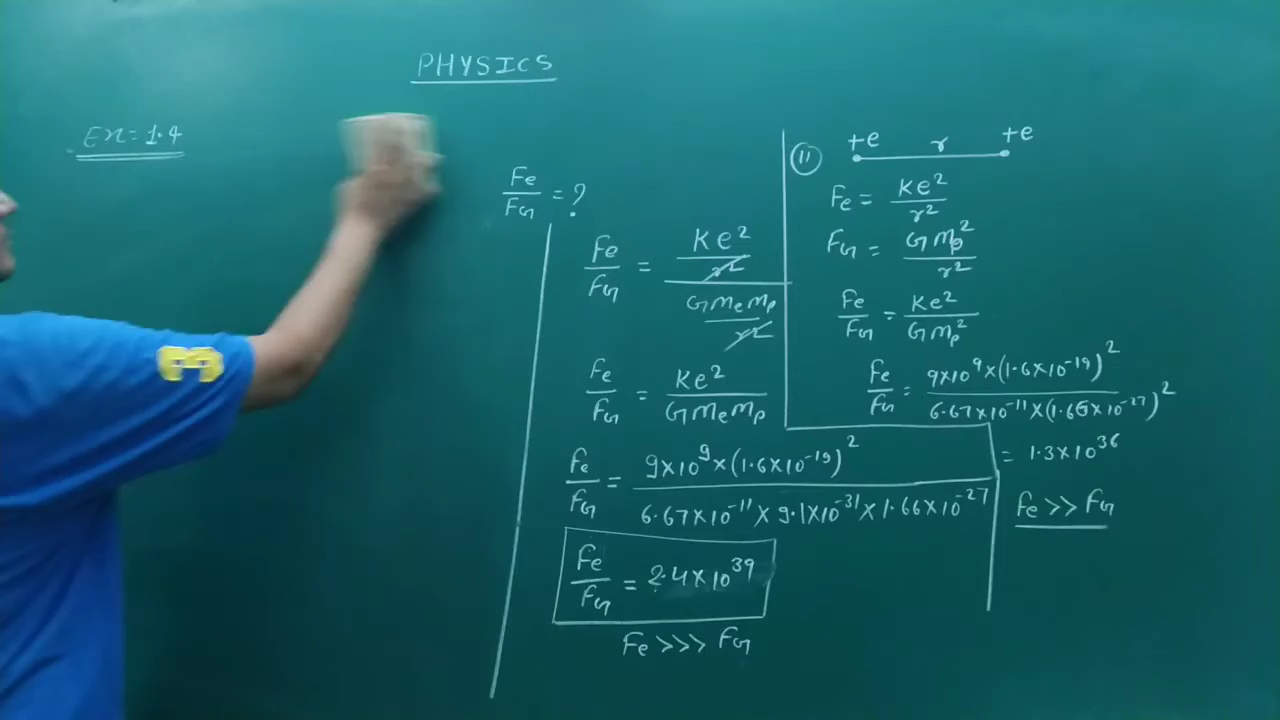 PHYSICS
Ex=1.4
Fe/FG = ?
Fe/FG = (Ke²/r²)/(GmₑmP/r²)
Fe/FG = Ke²/GmₑmP
Fe/FG = 9×10⁹×(1.6×10⁻¹⁹)²/6.67×10⁻¹¹×9.1×10⁻³¹×1.66×10⁻²⁷
Fe/FG = 2.4×10³⁹
Fe >>> FG
(11) +e r +e
Fe = Ke²/r²
FG = GmP²/r²
Fe/FG = Ke²/GmP²
Fe/FG = 9×10⁹×(1.6×10⁻¹⁹)²/6.67×10⁻¹¹×(1.66×10⁻²⁷)²
= 1.3×10³⁶
Fe >> FG
3